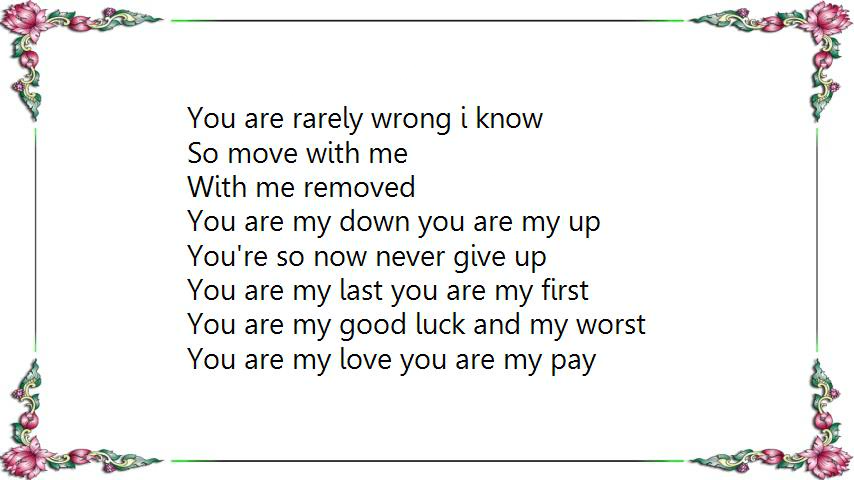 You are rarely wrong i know
So move with me
With me removed
You are my down you are my up
You're so now never give up
You are my last you are my first
You are my good luck and my worst
You are my love you are my pay